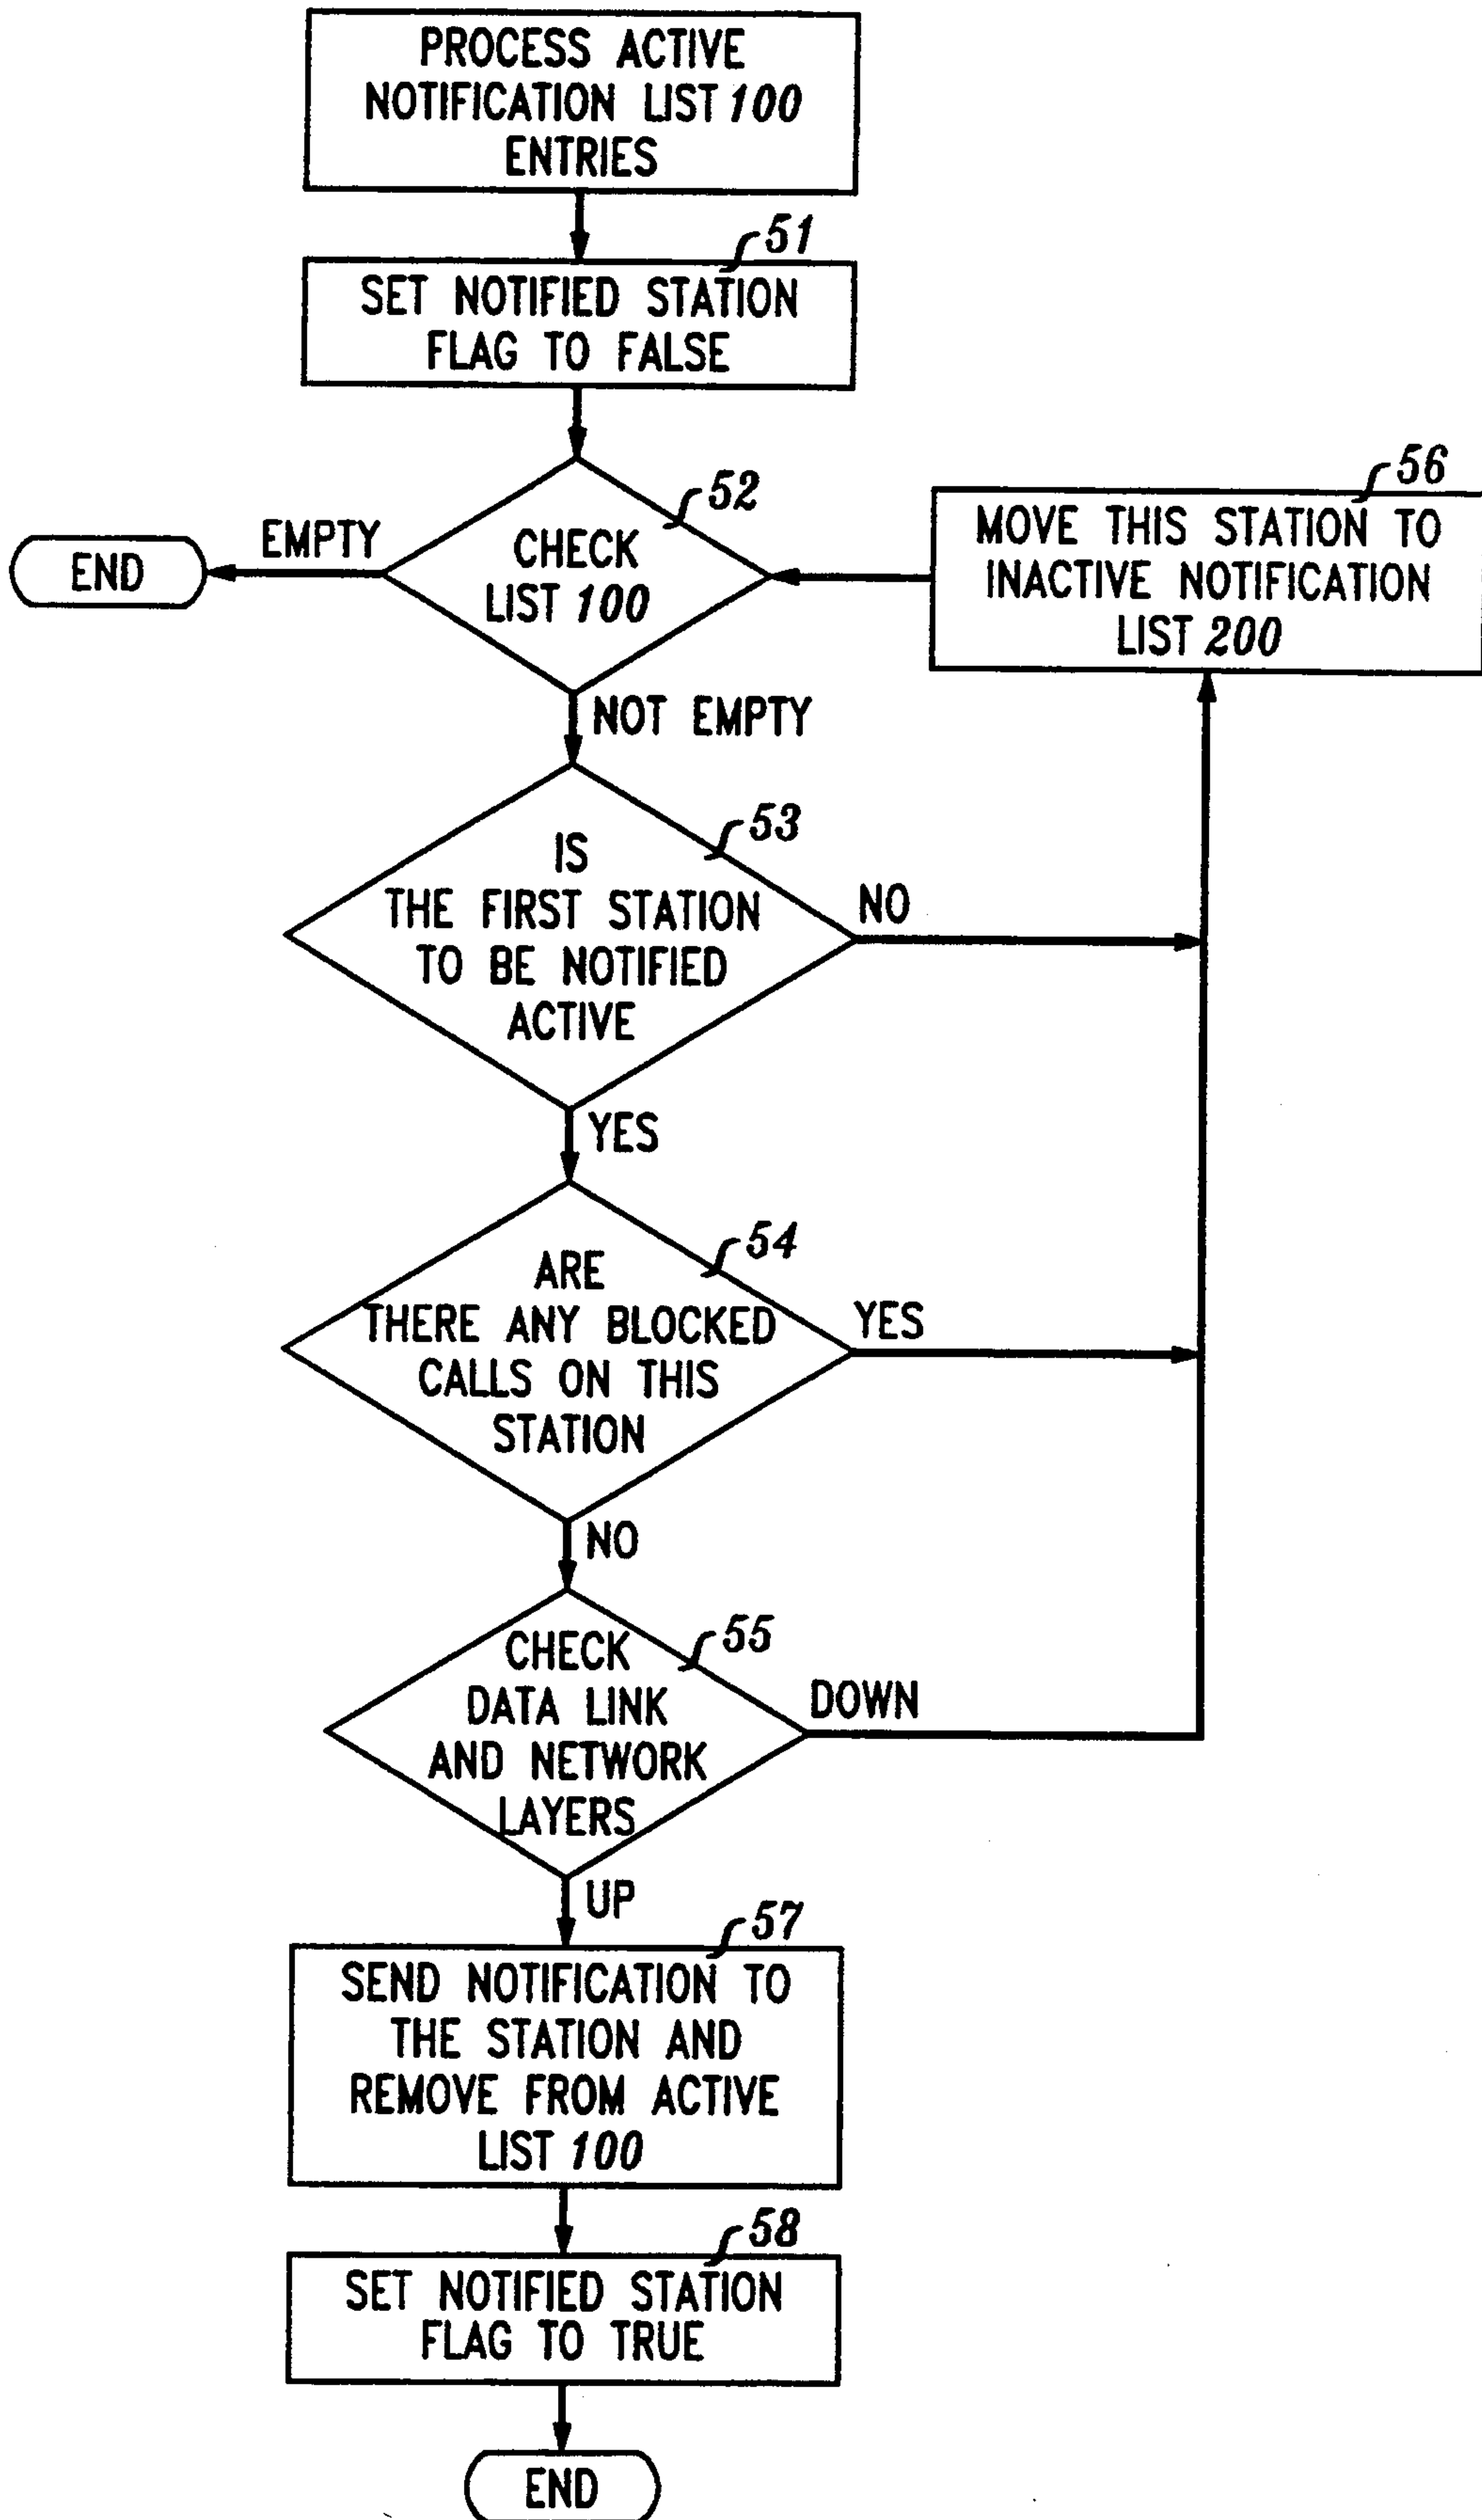 PROCESS ACTIVE
NOTIFICATION LIST 100
ENTRIES
51
SET NOTIFIED STATION
FLAG TO FALSE
52
CHECK
LIST 100
EMPTY
END
56
MOVE THIS STATION TO
INACTIVE NOTIFICATION
LIST 200
NOT EMPTY
53
IS
THE FIRST STATION
TO BE NOTIFIED
ACTIVE
NO
YES
54
ARE
THERE ANY BLOCKED
CALLS ON THIS
STATION
YES
NO
55
CHECK
DATA LINK
AND NETWORK
LAYERS
DOWN
UP
57
SEND NOTIFICATION TO
THE STATION AND
REMOVE FROM ACTIVE
LIST 100
58
SET NOTIFIED STATION
FLAG TO TRUE
END